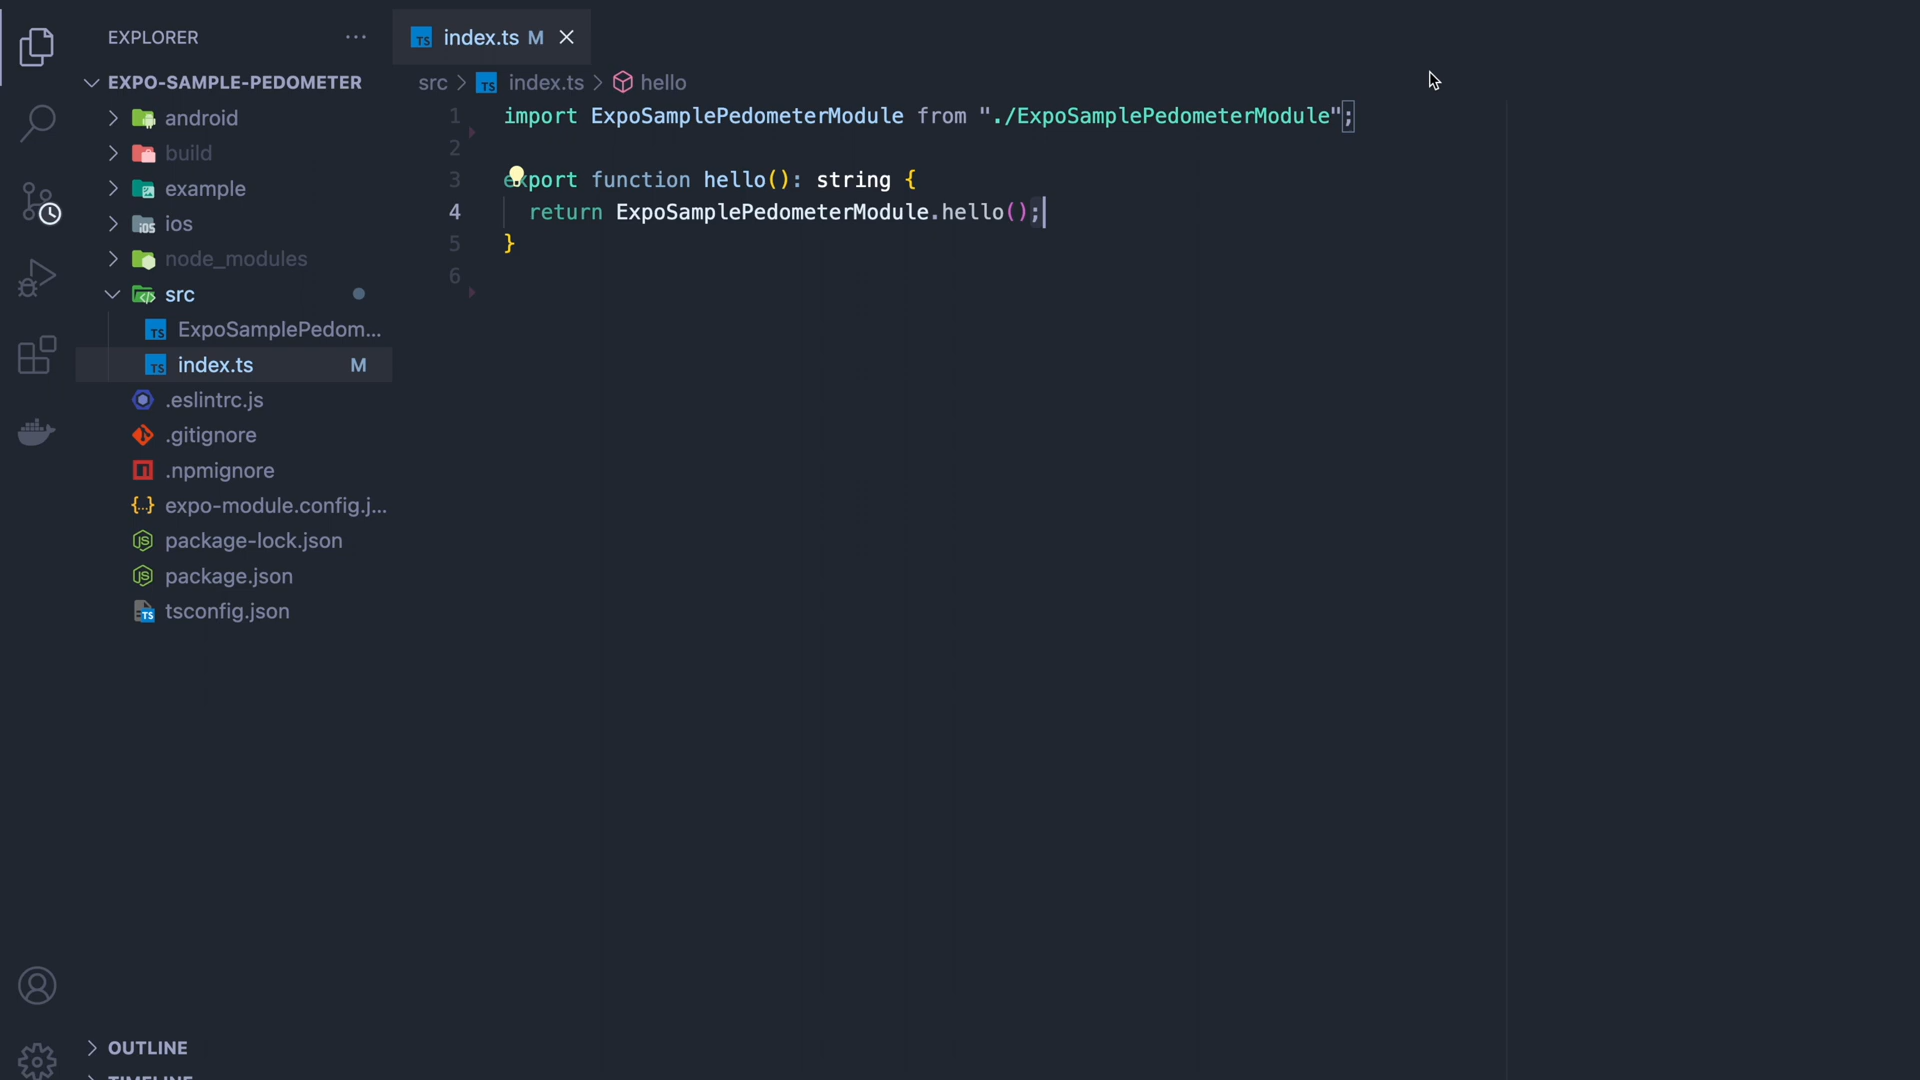 EXPLORER
EXPO-SAMPLE-PEDOMETER
android
build
example
ios
node_modules
src
ExpoSamplePedom...
index.ts M
.eslintrc.js
.gitignore
.npmignore
expo-module.config.j...
package-lock.json
package.json
tsconfig.json
OUTLINE
TIMELINE
index.ts M
src > index.ts > hello
1 import ExpoSamplePedometerModule from "./ExpoSamplePedometerModule";
2
3 export function hello(): string {
4 return ExpoSamplePedometerModule.hello();
5 }
6